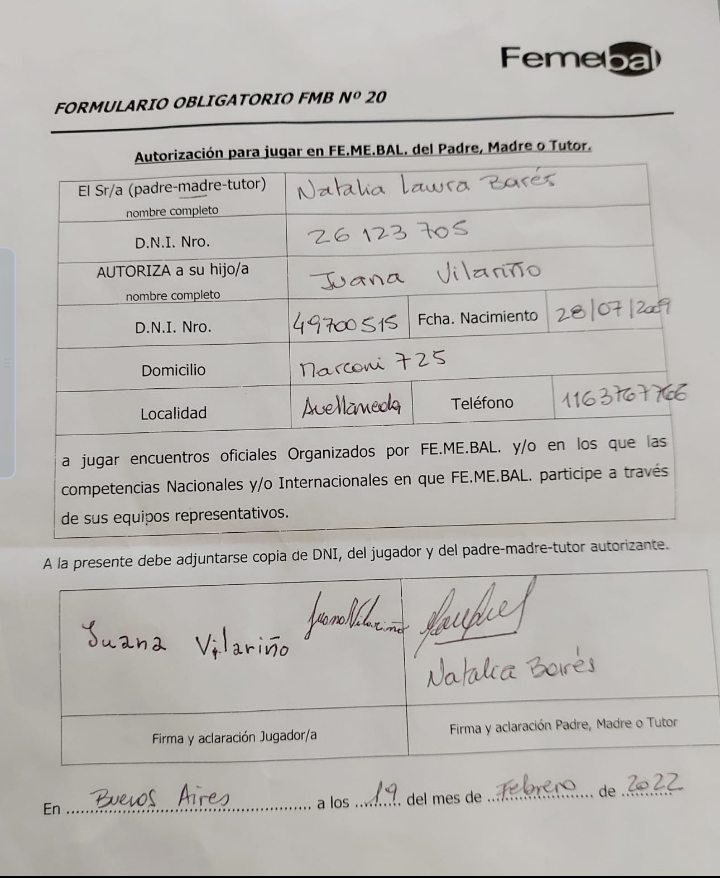 Femebal
FORMULARIO OBLIGATORIO FMB Nº 20
Autorización para jugar en FE.ME.BAL. del Padre, Madre o Tutor.
El Sr/a (padre-madre-tutor) Natalia Laura Barés
nombre completo
D.N.I. Nro. 26 123 705
AUTORIZA a su hijo/a Juana Vilariño
nombre completo
D.N.I. Nro. 49700515 Fcha. Nacimiento 28/07/2009
Domicilio Marconi 725
Localidad Avellaneda Teléfono 1163767766
a jugar encuentros oficiales Organizados por FE.ME.BAL. y/o en los que las
competencias Nacionales y/o Internacionales en que FE.ME.BAL. participe a través
de sus equipos representativos.
A la presente debe adjuntarse copia de DNI, del jugador y del padre-madre-tutor autorizante.
Juana Vilariño Juana Vilariño
Natalia Barés
Firma y aclaración Jugador/a Firma y aclaración Padre, Madre o Tutor
En Buenos Aires a los 19 del mes de Febrero de 2022